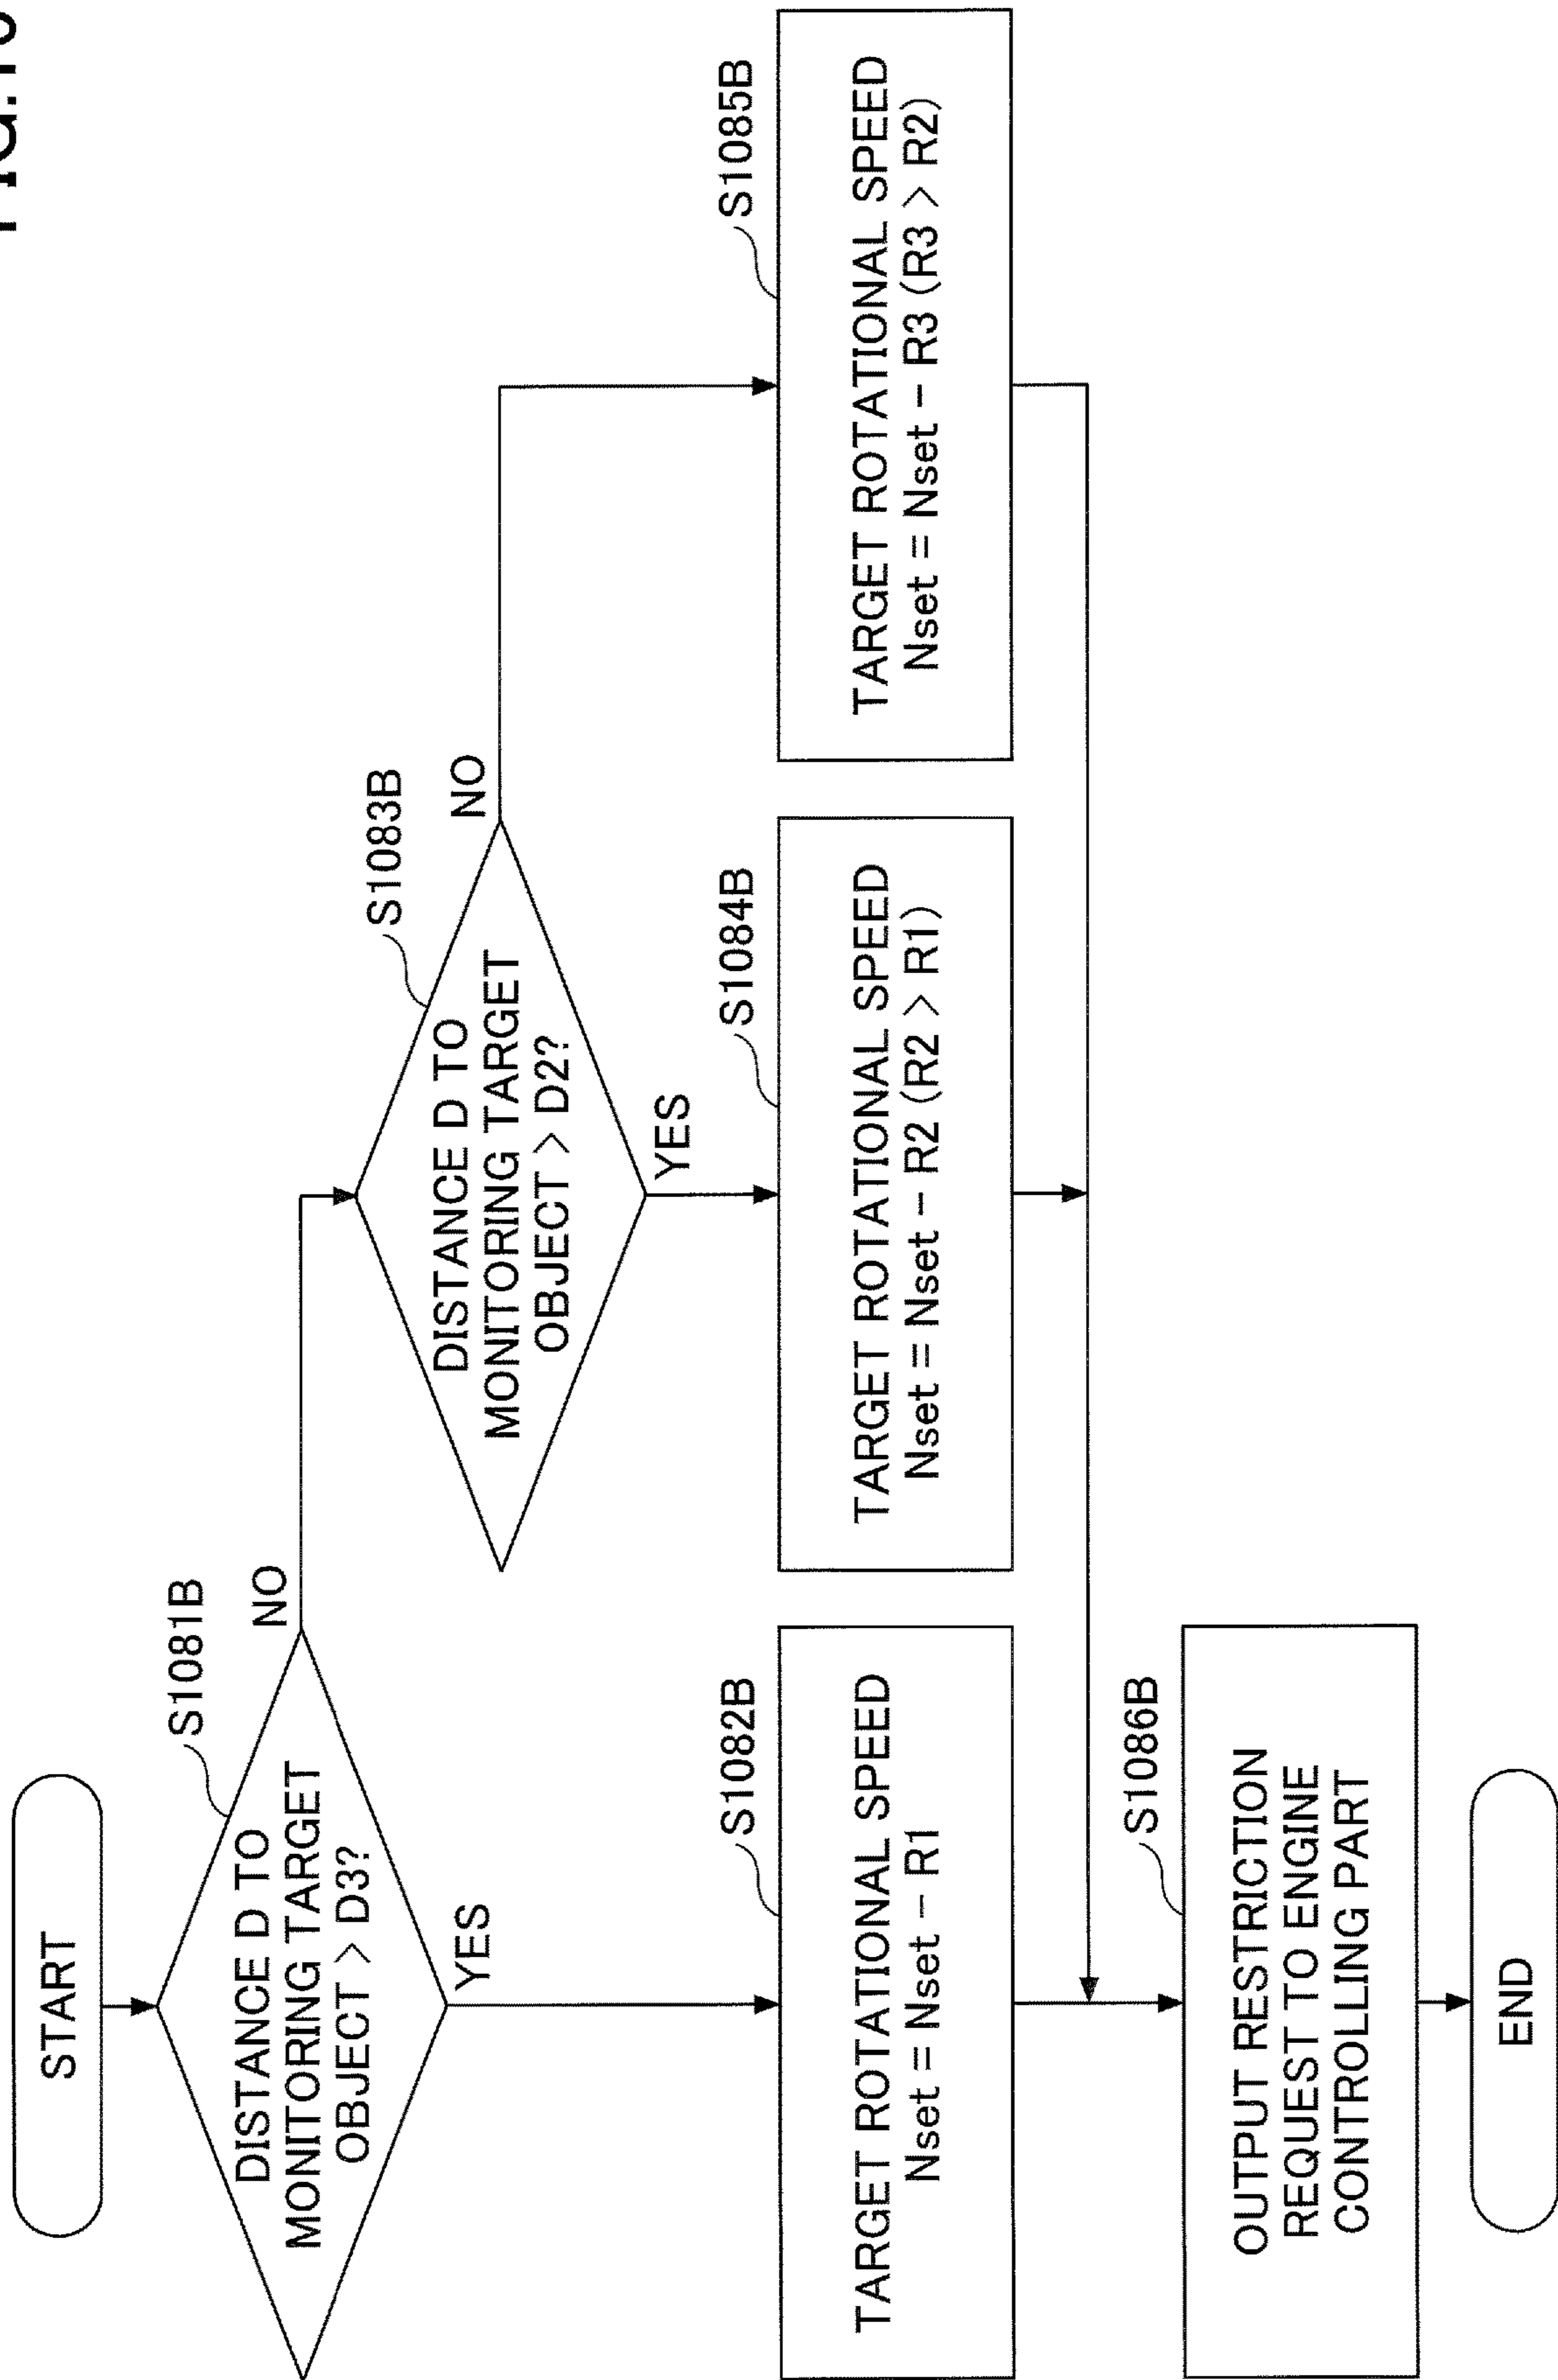 START
S1081B
DISTANCE D TO
MONITORING TARGET
OBJECT > D3?
NO
YES
S1083B
DISTANCE D TO
MONITORING TARGET
OBJECT > D2?
NO
YES
S1082B
TARGET ROTATIONAL SPEED
Nset = Nset − R1
S1084B
TARGET ROTATIONAL SPEED
Nset = Nset − R2 (R2 > R1)
S1085B
TARGET ROTATIONAL SPEED
Nset = Nset − R3 (R3 > R2)
S1086B
OUTPUT RESTRICTION
REQUEST TO ENGINE
CONTROLLING PART
END